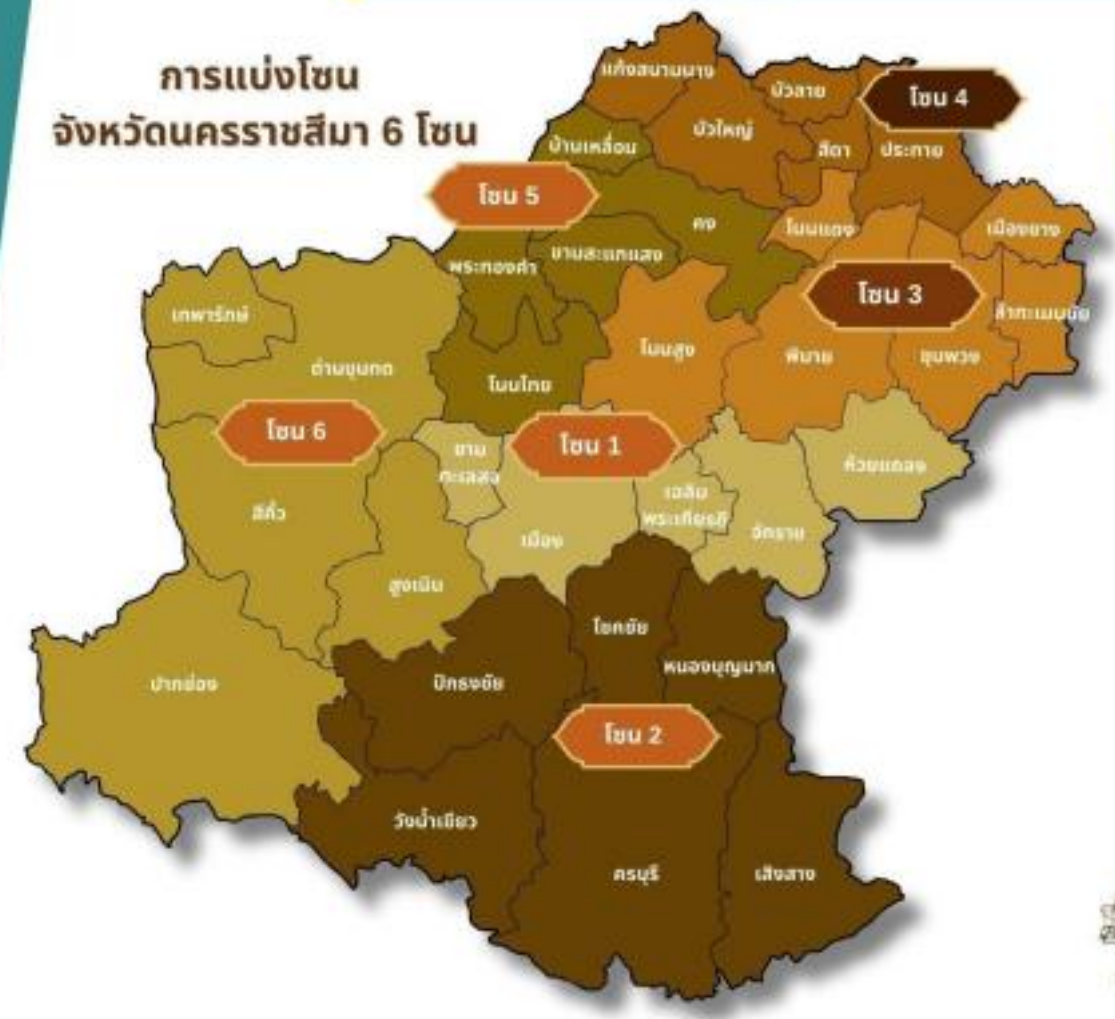 การแบ่งโซน
จังหวัดนครราชสีมา 6 โซน
แก้งสนามนาง
บัวลาย
โซน 4
บัวใหญ่
สีดา
ประทาย
บ้านเหลื่อม
โซน 5
คง
โนนแดง
เมืองยาง
ขามสะแกแสง
พระทองคำ
โซน 3
ลำทะเมนชัย
เทพารักษ์
โนนสูง
พิมาย
ชุมพวง
ด่านขุนทด
โนนไทย
โซน 6
โซน 1
ขาม
ทะเลสอ
ห้วยแถลง
สีคิ้ว
เฉลิม
พระเกียรติ
จักราช
เมือง
สูงเนิน
โชคชัย
หนองบุญมาก
ปากช่อง
ปักธงชัย
โซน 2
วังน้ำเขียว
ครบุรี
เสิงสาง